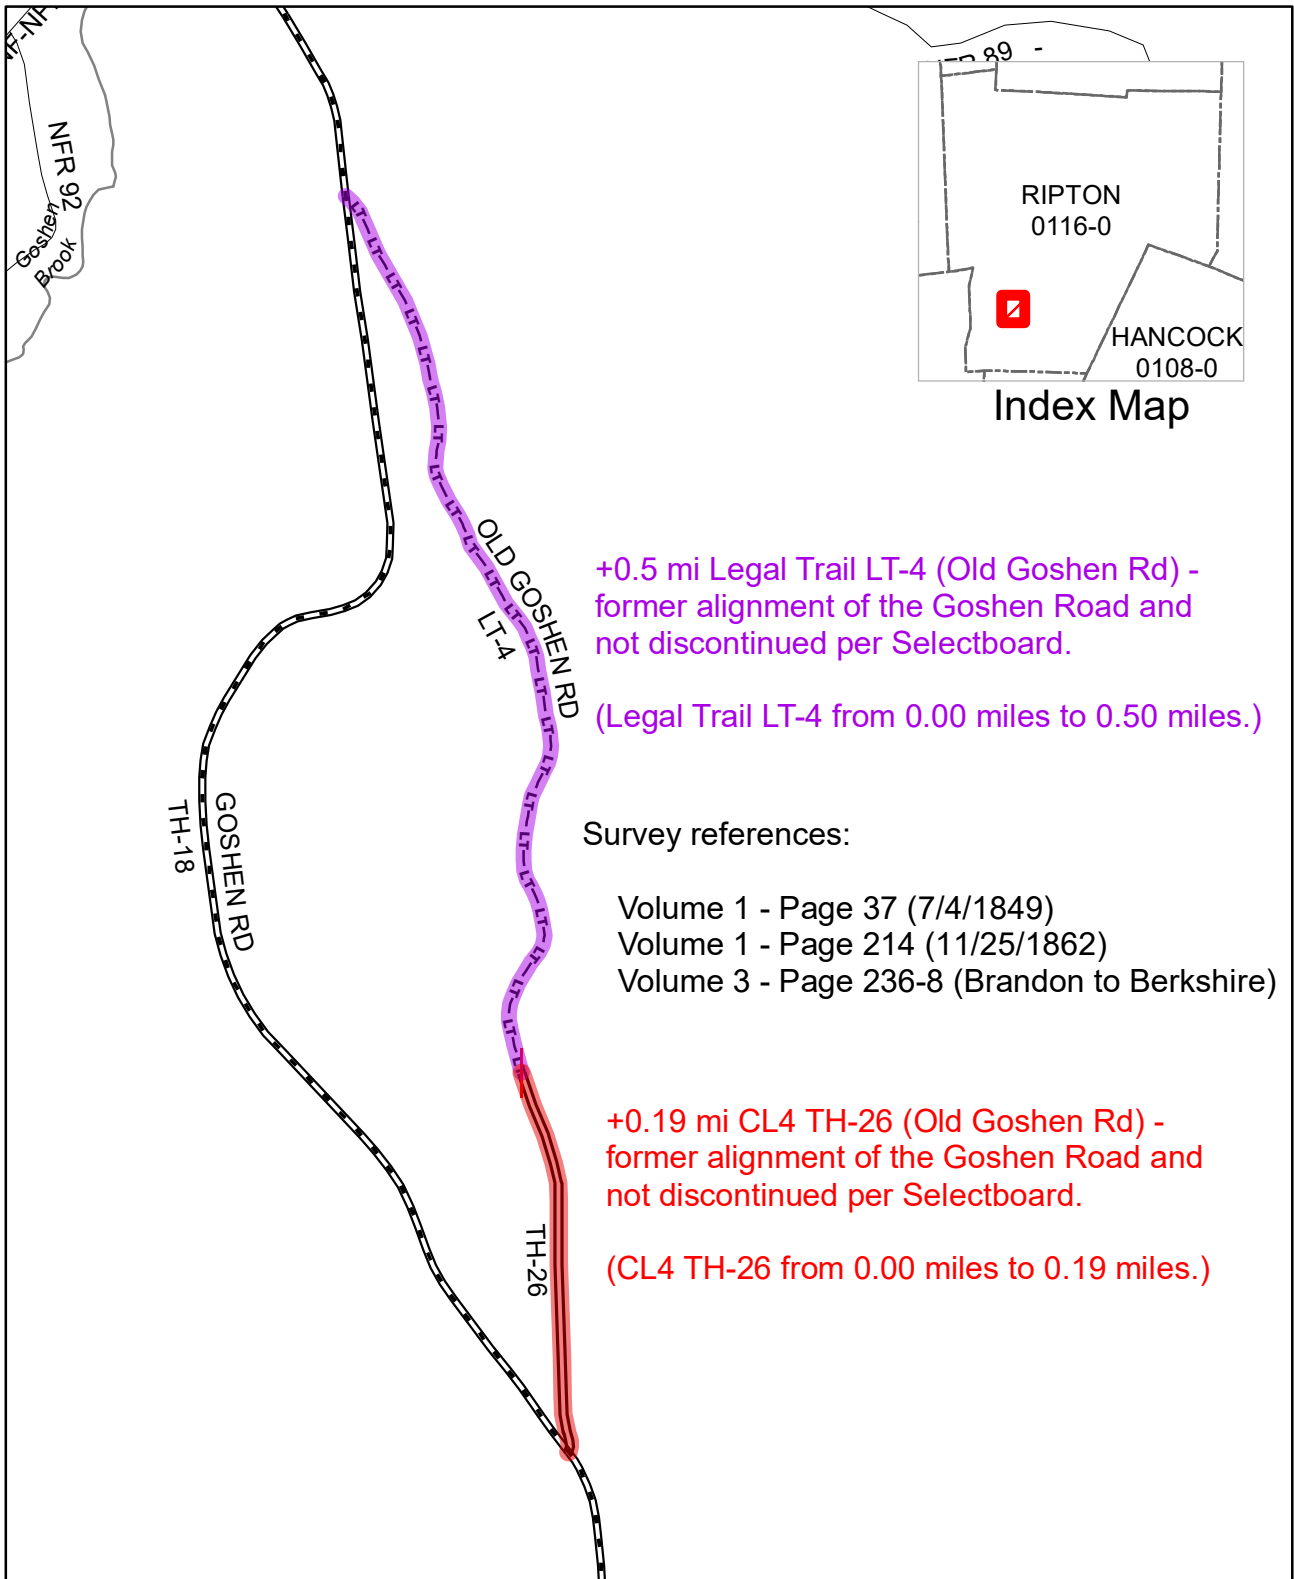 NFR 89 -
NFR 92
Goshen
Brook
RIPTON
0116-0
HANCOCK
0108-0
Index Map
OLD GOSHEN RD
LT-4
+0.5 mi Legal Trail LT-4 (Old Goshen Rd) -
former alignment of the Goshen Road and
not discontinued per Selectboard.
(Legal Trail LT-4 from 0.00 miles to 0.50 miles.)
GOSHEN RD
TH-18
Survey references:
Volume 1 - Page 37 (7/4/1849)
Volume 1 - Page 214 (11/25/1862)
Volume 3 - Page 236-8 (Brandon to Berkshire)
+0.19 mi CL4 TH-26 (Old Goshen Rd) -
former alignment of the Goshen Road and
not discontinued per Selectboard.
(CL4 TH-26 from 0.00 miles to 0.19 miles.)
TH-26